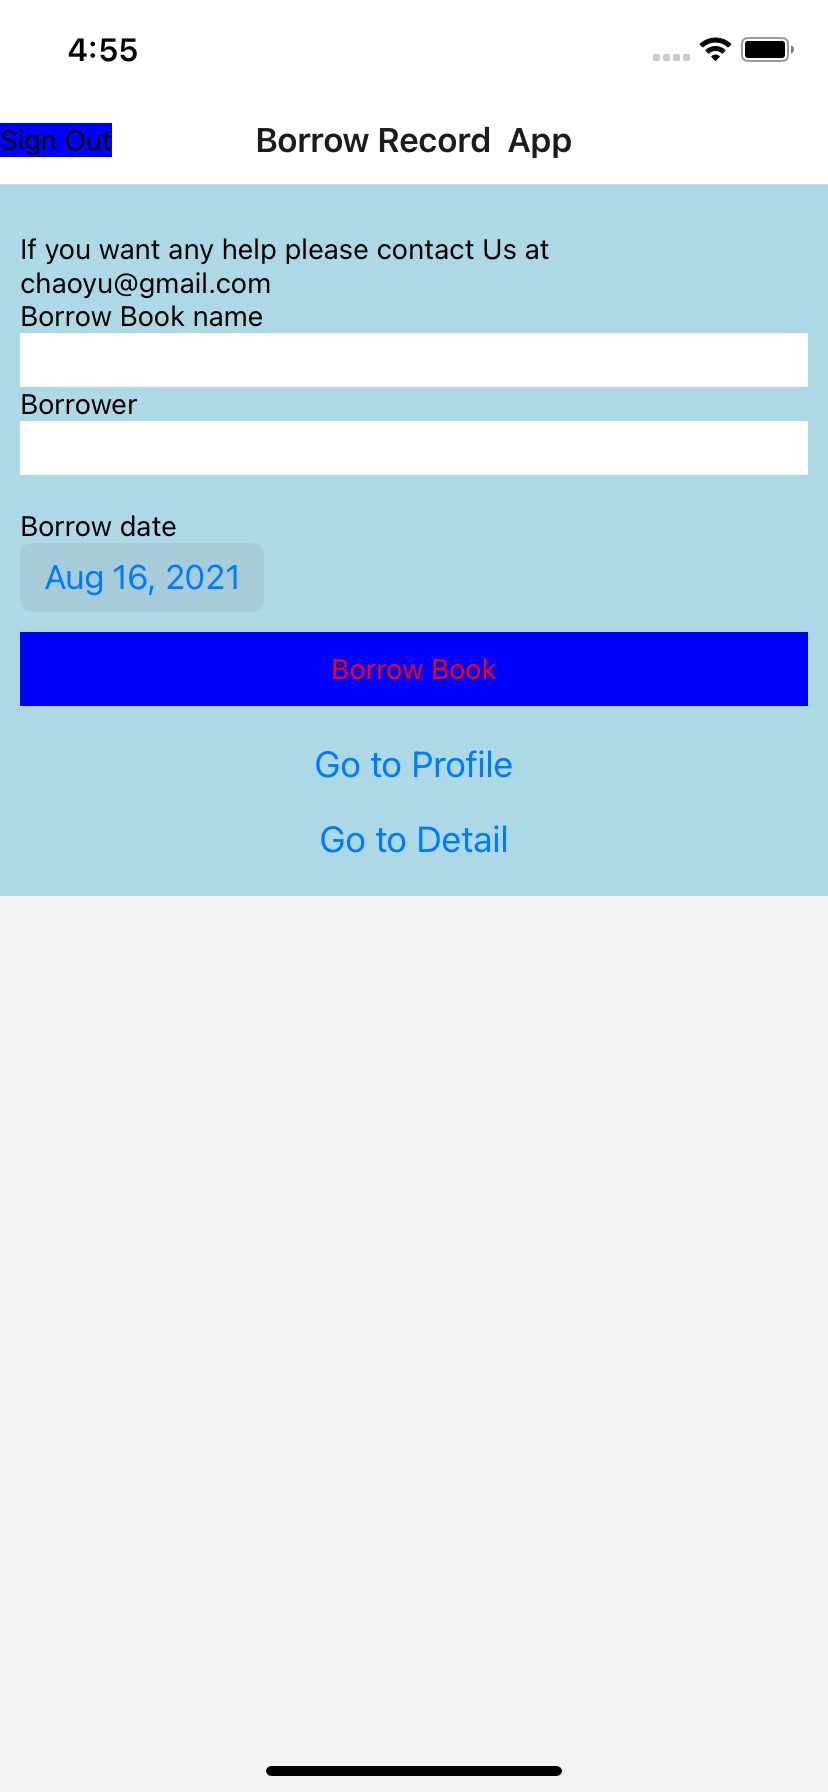 4:55
Sign Out
Borrow Record  App
If you want any help please contact Us at
chaoyu@gmail.com
Borrow Book name
Borrower
Borrow date
Aug 16, 2021
Borrow Book
Go to Profile
Go to Detail